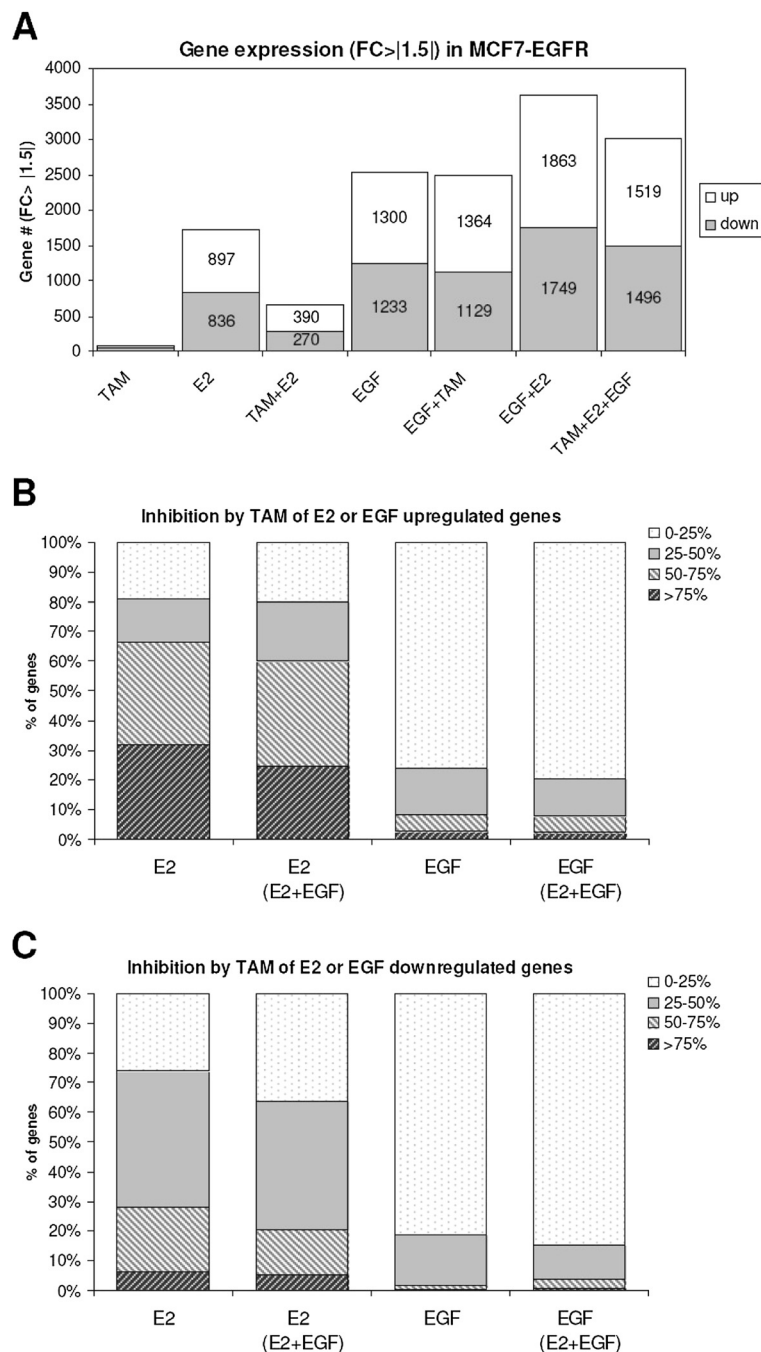 A
Gene expression (FC>|1.5|) in MCF7-EGFR
Gene # (FC> |1.5|)
4000
3500
3000
2500
2000
1500
1000
500
0
897
836
390
270
1300
1233
1364
1129
1863
1749
1519
1496
up
down
TAM
E2
TAM+E2
EGF
EGF+TAM
EGF+E2
TAM+E2+EGF
B
Inhibition by TAM of E2 or EGF upregulated genes
% of genes
100%
90%
80%
70%
60%
50%
40%
30%
20%
10%
0%
0-25%
25-50%
50-75%
>75%
E2
E2
(E2+EGF)
EGF
EGF
(E2+EGF)
C
Inhibition by TAM of E2 or EGF downregulated genes
% of genes
100%
90%
80%
70%
60%
50%
40%
30%
20%
10%
0%
0-25%
25-50%
50-75%
>75%
E2
E2
(E2+EGF)
EGF
EGF
(E2+EGF)